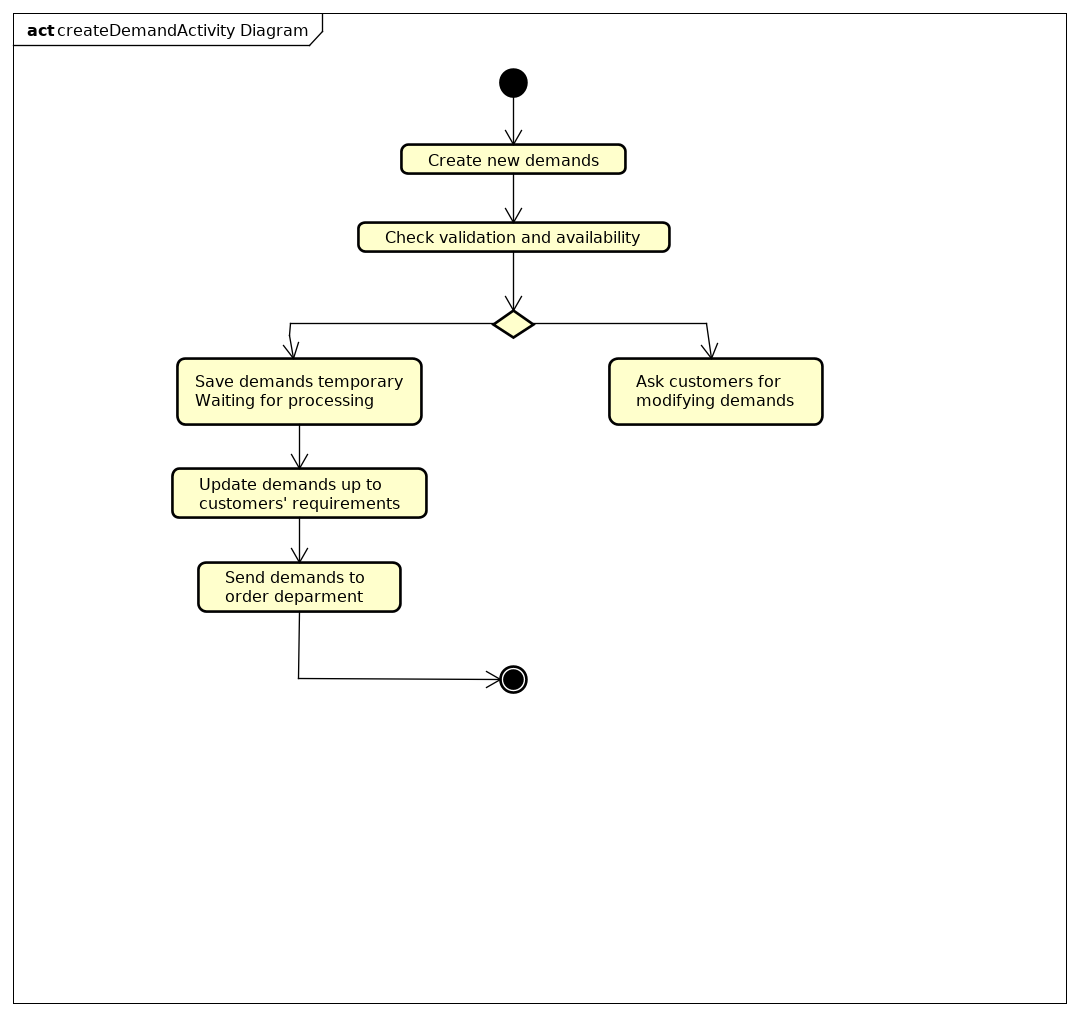 act createDemandActivity Diagram
Create new demands
Check validation and availability
Save demands temporary
Waiting for processing
Ask customers for
modifying demands
Update demands up to
customers' requirements
Send demands to
order deparment